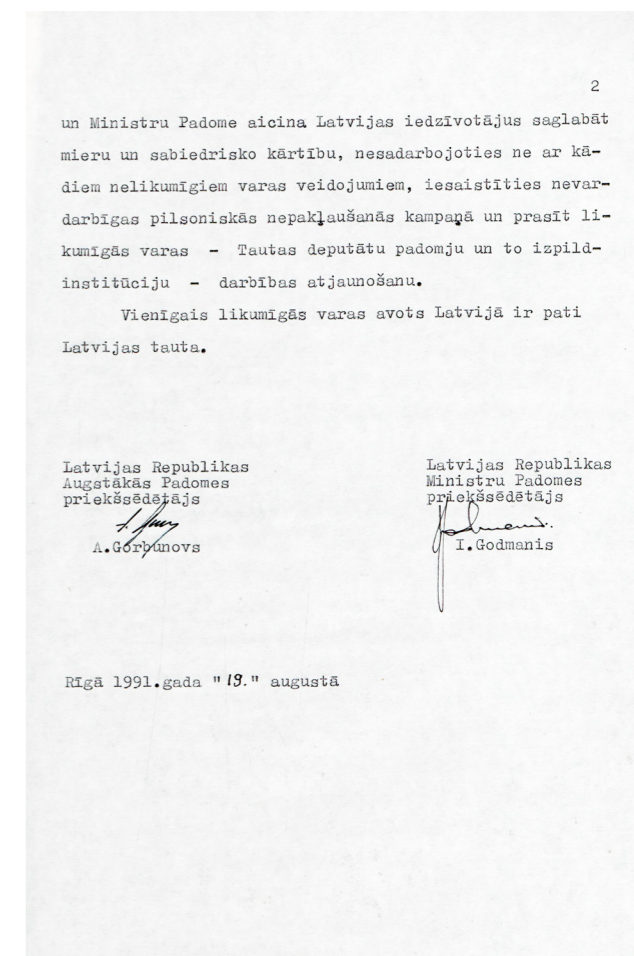 2
un Ministru Padome aicina Latvijas iedzīvotājus saglabāt
mieru un sabiedrisko kārtību, nesadarbojoties ne ar kā-
diem nelikumīgiem varas veidojumiem, iesaistīties nevar-
darbīgas pilsoniskās nepakļaušanās kampaņā un prasīt li-
kumīgās varas – Tautas deputātu padomju un to izpild-
institūciju – darbības atjaunošanu.
Vienīgais likumīgās varas avots Latvijā ir pati
Latvijas tauta.
Latvijas Republikas
Augstākās Padomes
priekšsēdētājs
A.Gorbunovs
Latvijas Republikas
Ministru Padomes
priekšsēdētājs
I.Godmanis
Rīgā 1991.gada "19." augustā